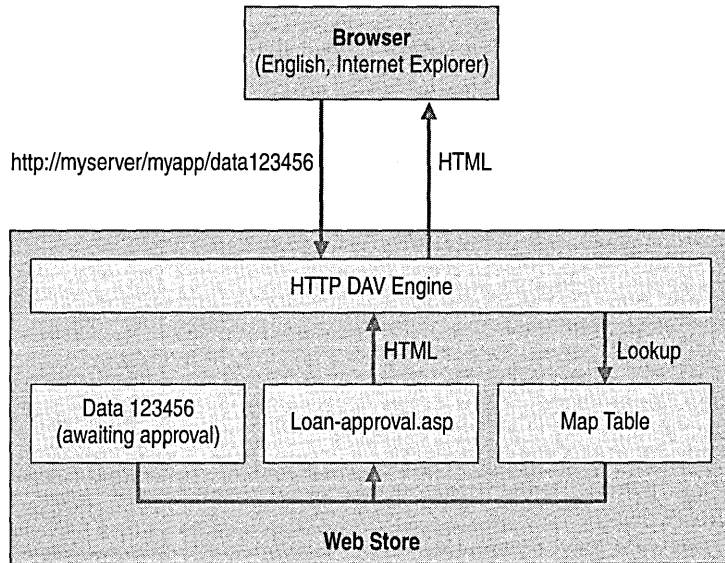 Browser
(English, Internet Explorer)
http://myserver/myapp/data123456
HTML
HTTP DAV Engine
HTML
Lookup
Data 123456
(awaiting approval)
Loan-approval.asp
Map Table
Web Store